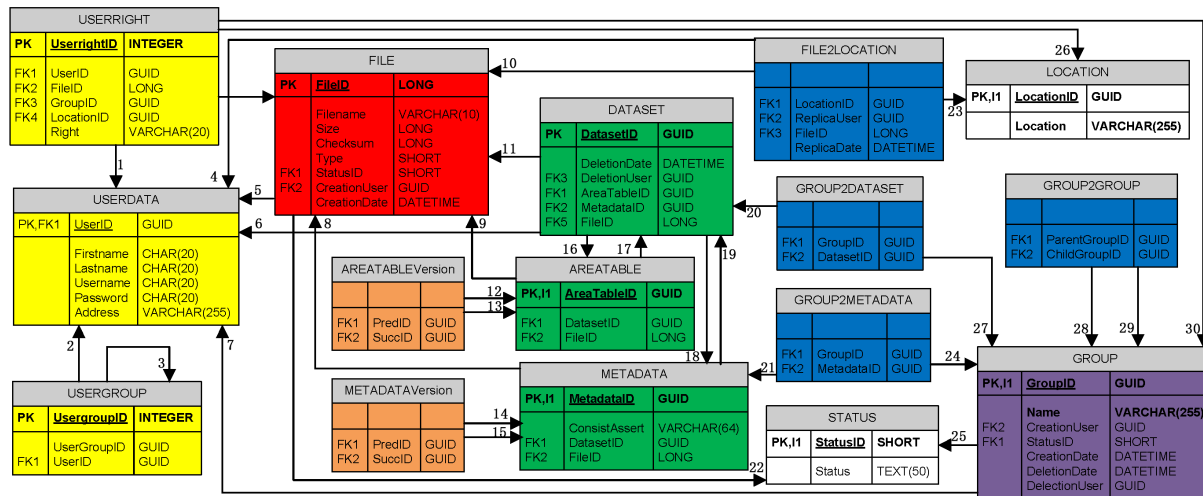 USERRIGHT
PK UserrightID INTEGER
FK1 UserID GUID
FK2 FileID LONG
FK3 GroupID GUID
FK4 LocationID GUID
Right VARCHAR(20)
FILE
PK FileID LONG
Filename VARCHAR(10)
Size LONG
Checksum LONG
Type SHORT
FK1 StatusID SHORT
FK2 CreationUser GUID
CreationDate DATETIME
FILE2LOCATION
FK1 LocationID GUID
FK2 ReplicaUser GUID
FK3 FileID LONG
ReplicaDate DATETIME
LOCATION
PK,I1 LocationID GUID
Location VARCHAR(255)
DATASET
PK DatasetID GUID
DeletionDate DATETIME
FK3 DeletionUser GUID
FK1 AreaTableID GUID
FK2 MetadataID GUID
FK5 FileID LONG
USERDATA
PK,FK1 UserID GUID
Firstname CHAR(20)
Lastname CHAR(20)
Username CHAR(20)
Password CHAR(20)
Address VARCHAR(255)
GROUP2DATASET
FK1 GroupID GUID
FK2 DatasetID GUID
GROUP2GROUP
FK1 ParentGroupID GUID
FK2 ChildGroupID GUID
AREATABLEVersion
FK1 PredID GUID
FK2 SuccID GUID
AREATABLE
PK,I1 AreaTableID GUID
FK1 DatasetID GUID
FK2 FileID LONG
GROUP2METADATA
FK1 GroupID GUID
FK2 MetadataID GUID
USERGROUP
PK UsergroupID INTEGER
UserGroupID GUID
FK1 UserID GUID
METADATAVersion
FK1 PredID GUID
FK2 SuccID GUID
METADATA
PK,I1 MetadataID GUID
ConsistAssert VARCHAR(64)
FK1 DatasetID GUID
FK2 FileID LONG
STATUS
PK,I1 StatusID SHORT
Status TEXT(50)
GROUP
PK,I1 GroupID GUID
Name VARCHAR(255)
FK2 CreationUser GUID
FK1 StatusID SHORT
CreationDate DATETIME
DeletionDate DATETIME
DelectionUser GUID
1
2
3
4
5
6
7
8
9
10
11
12
13
14
15
16
17
18
19
20
21
22
23
24
25
26
27
28
29
30